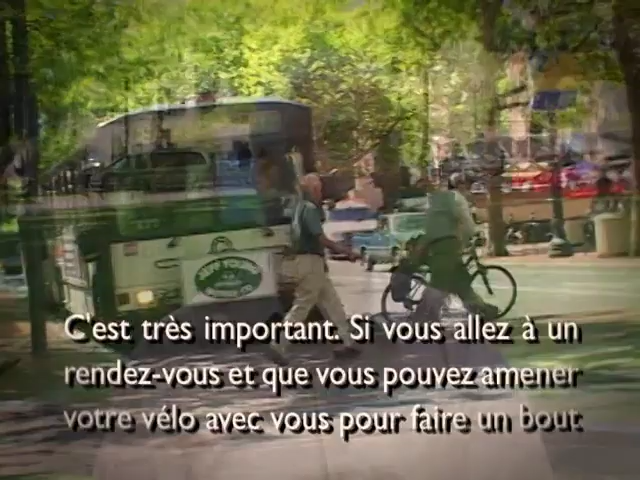 C'est très important. Si vous allez à un
rendez-vous et que vous pouvez amener
votre vélo avec vous pour faire un bout